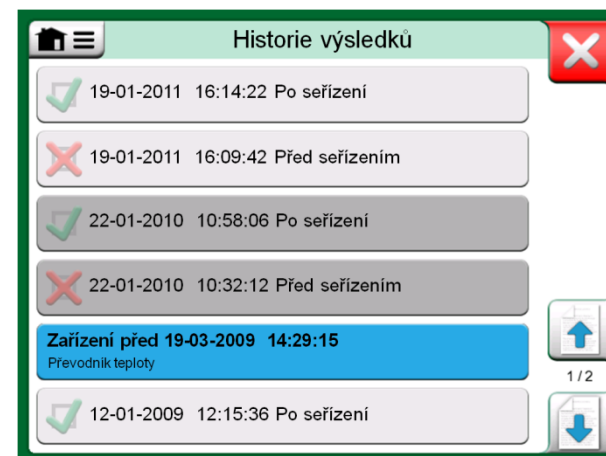 Historie výsledků
19-01-2011 16:14:22 Po seřízení
19-01-2011 16:09:42 Před seřízením
22-01-2010 10:58:06 Po seřízení
22-01-2010 10:32:12 Před seřízením
Zařízení před 19-03-2009 14:29:15
Převodník teploty
1/2
12-01-2009 12:15:36 Po seřízení